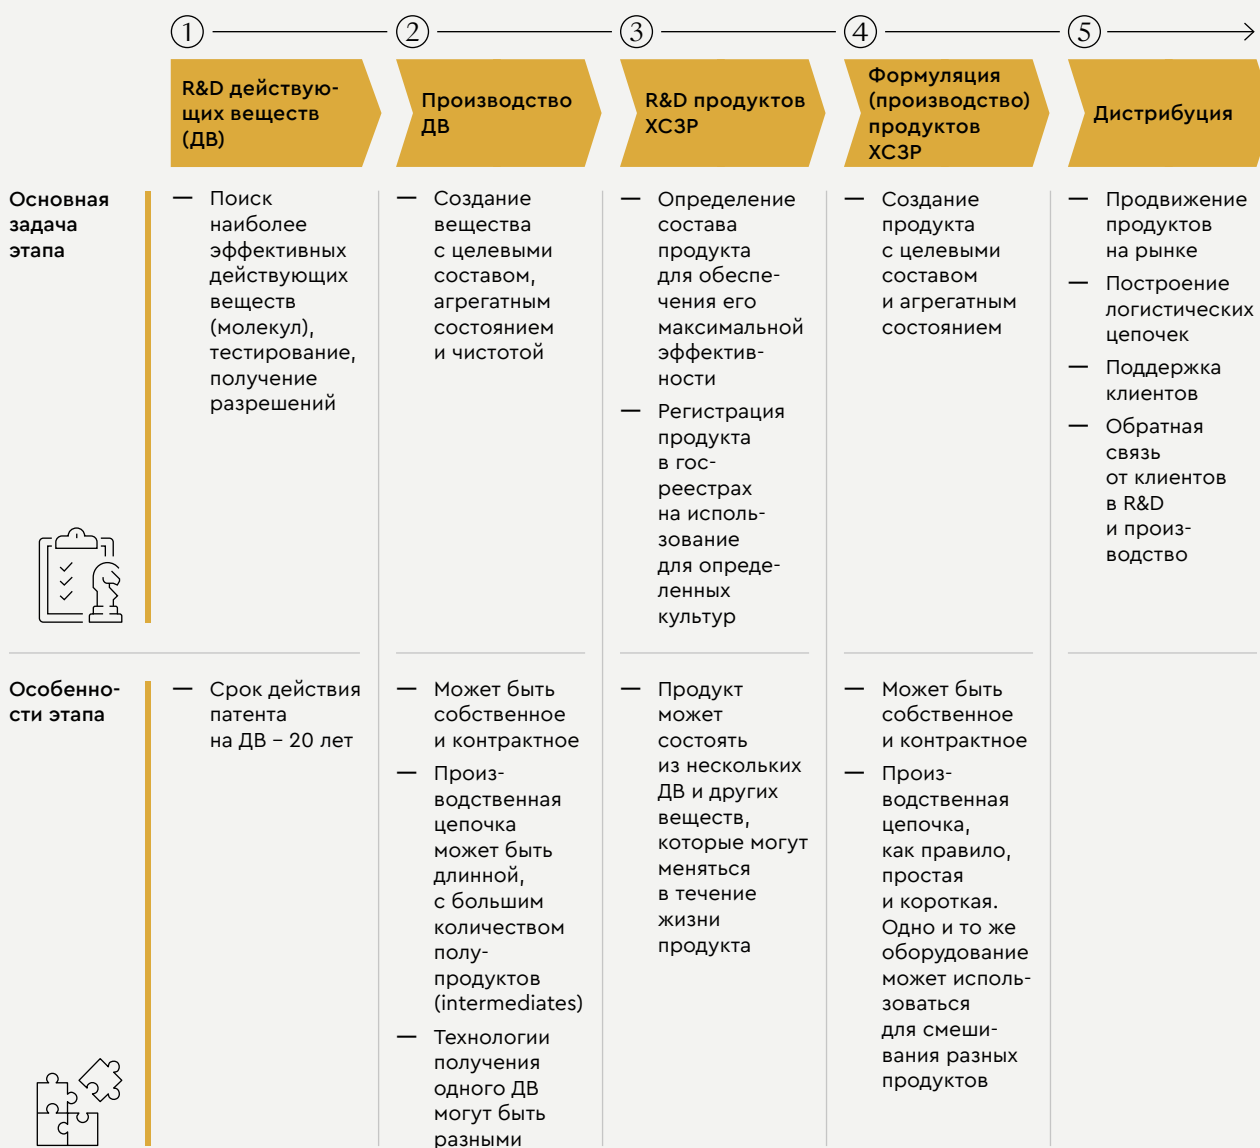 1
2
3
4
5
R&D действую-
щих веществ
(ДВ)
Производство
ДВ
R&D продуктов
ХСЗР
Формуляция
(производство)
продуктов
ХСЗР
Дистрибуция
Основная
задача
этапа
— Поиск
наиболее
эффективных
действующих
веществ
(молекул),
тестирование,
получение
разрешений
— Создание
вещества
с целевыми
составом,
агрегатным
состоянием
и чистотой
— Определение
состава
продукта
для обеспе-
чения его
максимальной
эффектив-
ности
— Регистрация
продукта
в гос-
реестрах
на исполь-
зование
для опреде-
ленных
культур
— Создание
продукта
с целевыми
составом
и агрегатным
состоянием
— Продвижение
продуктов
на рынке
— Построение
логистических
цепочек
— Поддержка
клиентов
— Обратная
связь
от клиентов
в R&D
и произ-
водство
Особенно-
сти этапа
— Срок действия
патента
на ДВ – 20 лет
— Может быть
собственное
и контрактное
— Произ-
водственная
цепочка
может быть
длинной,
с большим
количеством
полу-
продуктов
(intermediates)
— Технологии
получения
одного ДВ
могут быть
разными
— Продукт
может
состоять
из нескольких
ДВ и других
веществ,
которые могут
меняться
в течение
жизни
продукта
— Может быть
собственное
и контрактное
— Произ-
водственная
цепочка,
как правило,
простая
и короткая.
Одно и то же
оборудование
может исполь-
зоваться
для смеши-
вания разных
продуктов